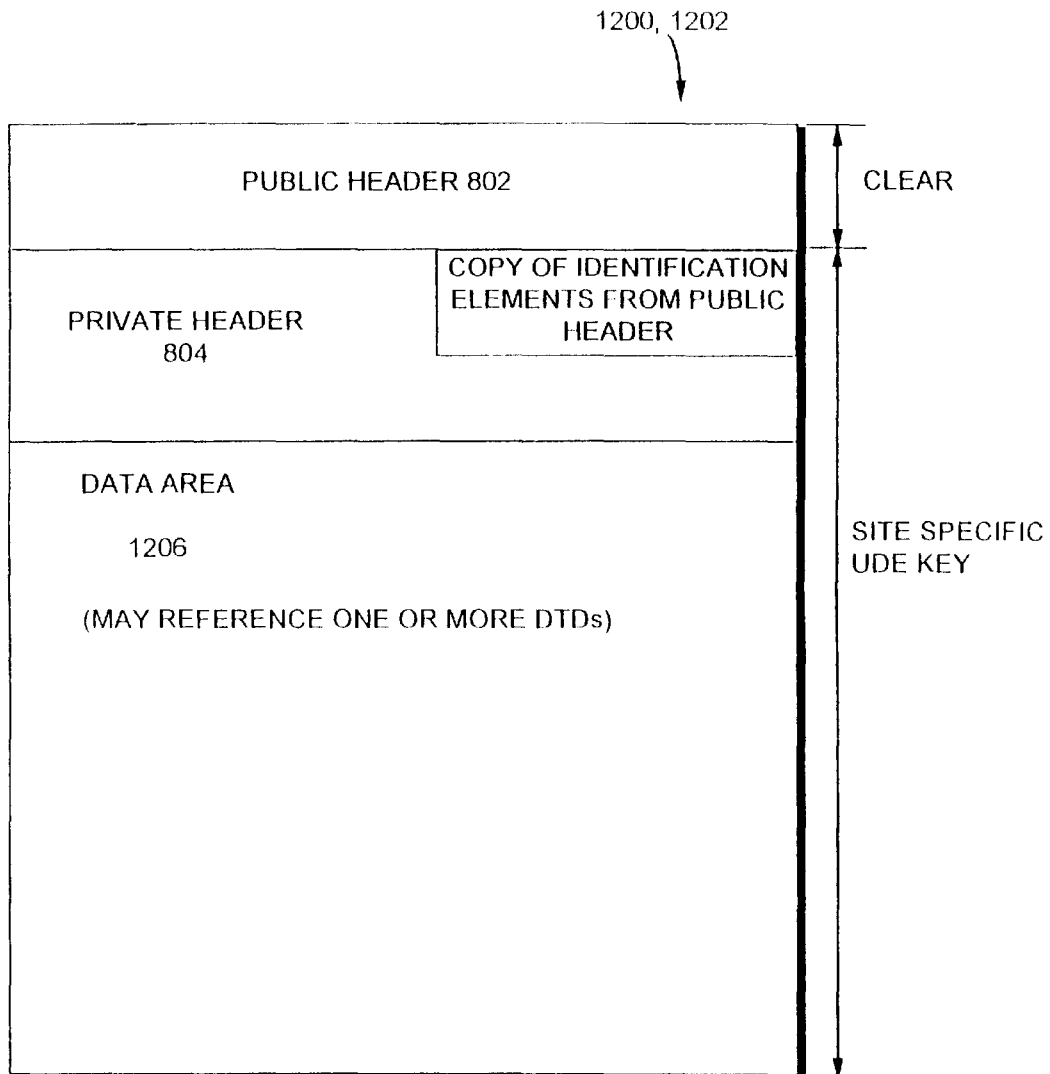 1200, 1202
PUBLIC HEADER 802
CLEAR
COPY OF IDENTIFICATION
ELEMENTS FROM PUBLIC
HEADER
PRIVATE HEADER
804
DATA AREA
1206
(MAY REFERENCE ONE OR MORE DTDs)
SITE SPECIFIC
UDE KEY